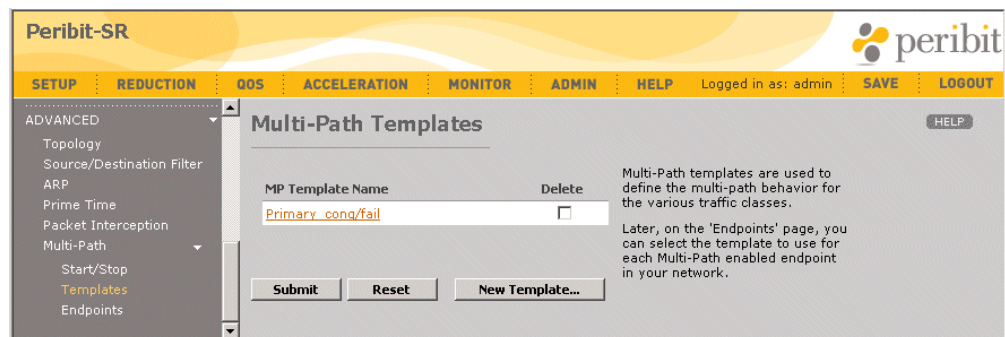 Peribit-SR
peribit
SETUP REDUCTION QOS ACCELERATION MONITOR ADMIN HELP Logged in as: admin SAVE LOGOUT
ADVANCED
Topology
Source/Destination Filter
ARP
Prime Time
Packet Interception
Multi-Path
Start/Stop
Templates
Endpoints
Multi-Path Templates
HELP
MP Template Name Delete
Primary_cong/fail
Submit Reset New Template...
Multi-Path templates are used to
define the multi-path behavior for
the various traffic classes.
Later, on the 'Endpoints' page, you
can select the template to use for
each Multi-Path enabled endpoint
in your network.